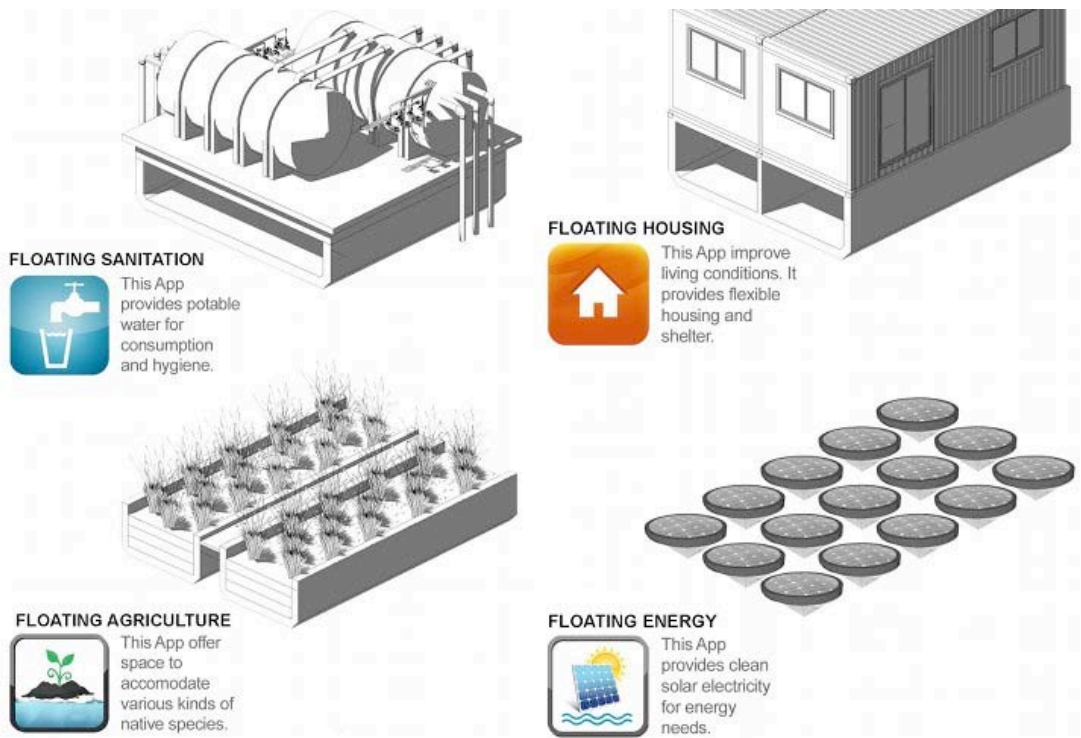 FLOATING SANITATION
This App
provides potable
water for
consumption
and hygiene.
FLOATING HOUSING
This App improve
living conditions. It
provides flexible
housing and
shelter.
FLOATING AGRICULTURE
This App offer
space to
accomodate
various kinds of
native species.
FLOATING ENERGY
This App
provides clean
solar electricity
for energy
needs.